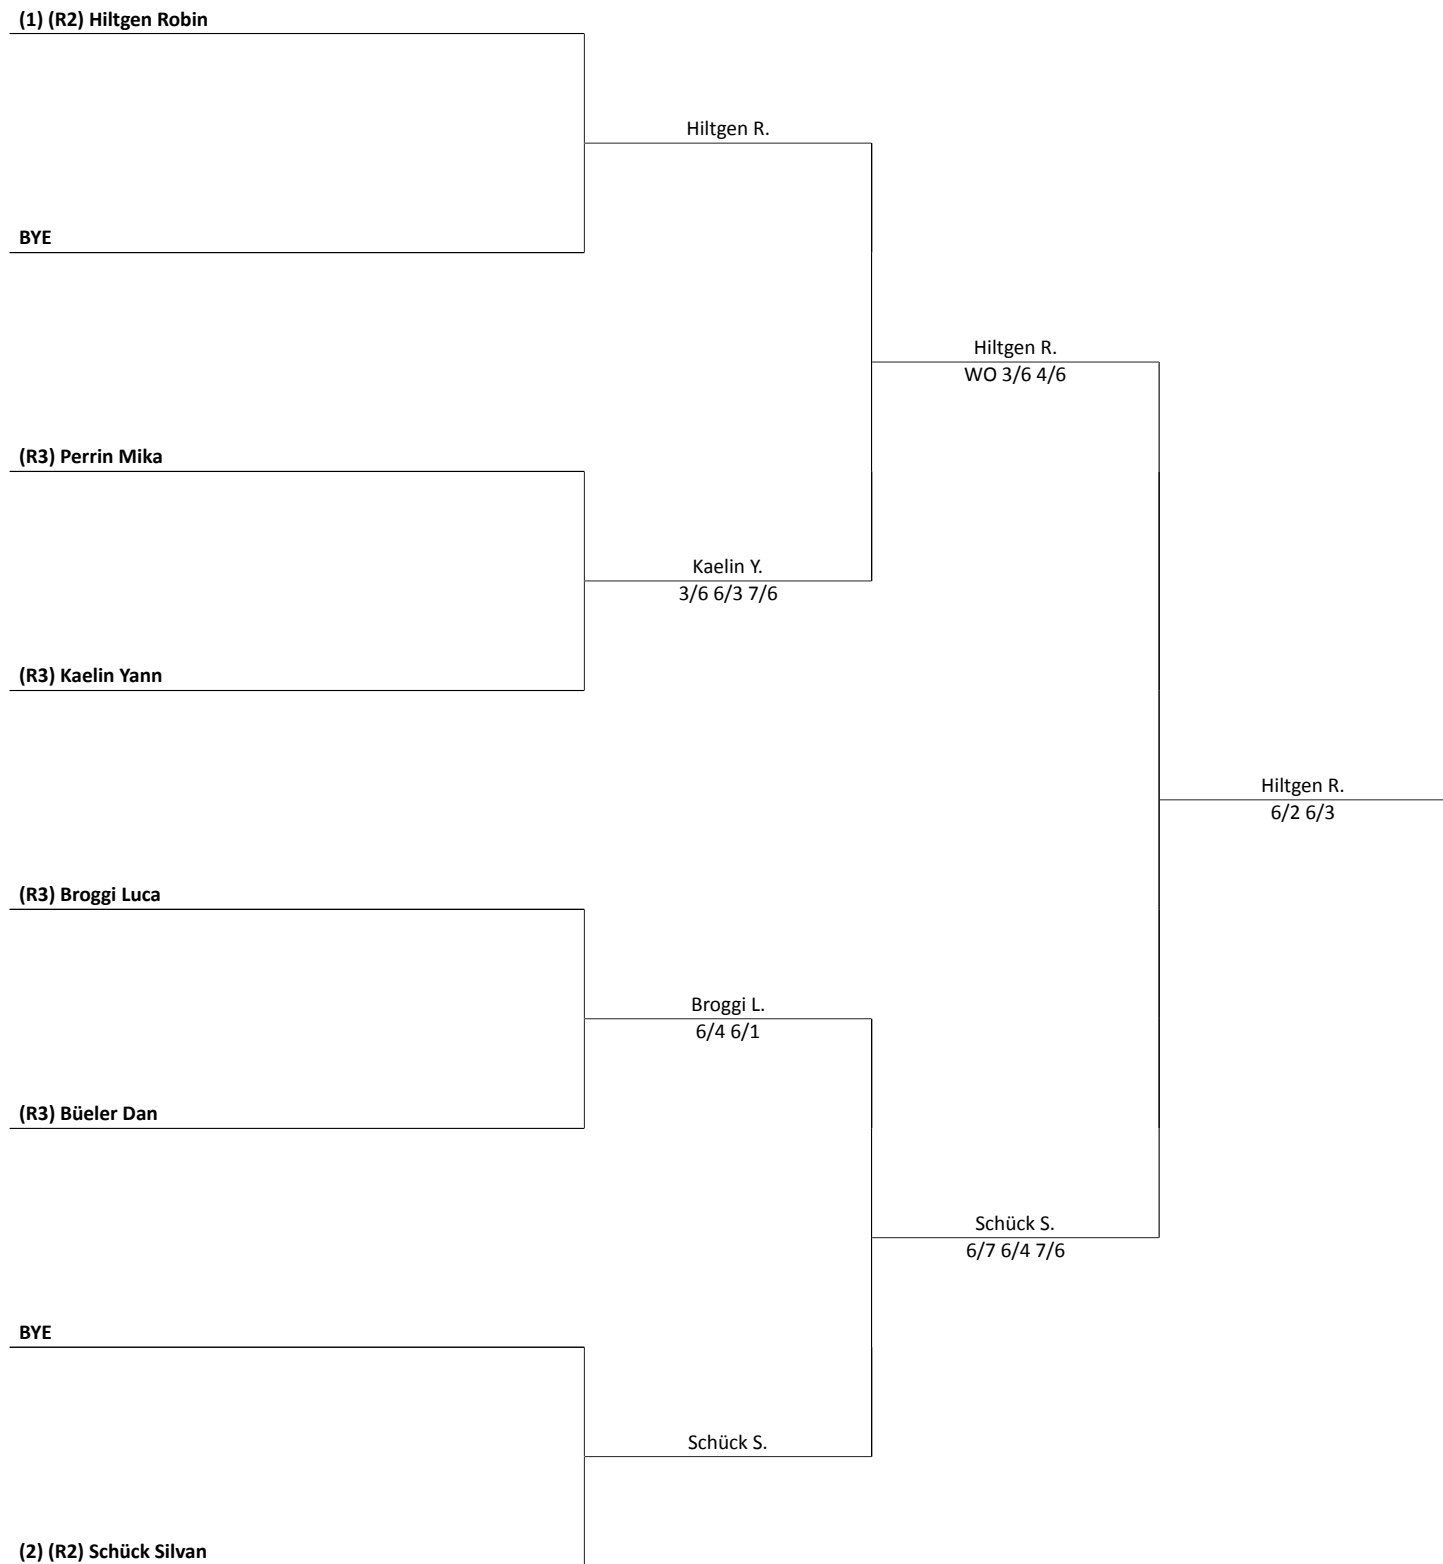 (1) (R2) Hiltgen Robin
Hiltgen R.
BYE
Hiltgen R.
WO 3/6 4/6
(R3) Perrin Mika
Kaelin Y.
3/6 6/3 7/6
(R3) Kaelin Yann
Hiltgen R.
6/2 6/3
(R3) Broggi Luca
Broggi L.
6/4 6/1
(R3) Büeler Dan
Schück S.
6/7 6/4 7/6
BYE
Schück S.
(2) (R2) Schück Silvan